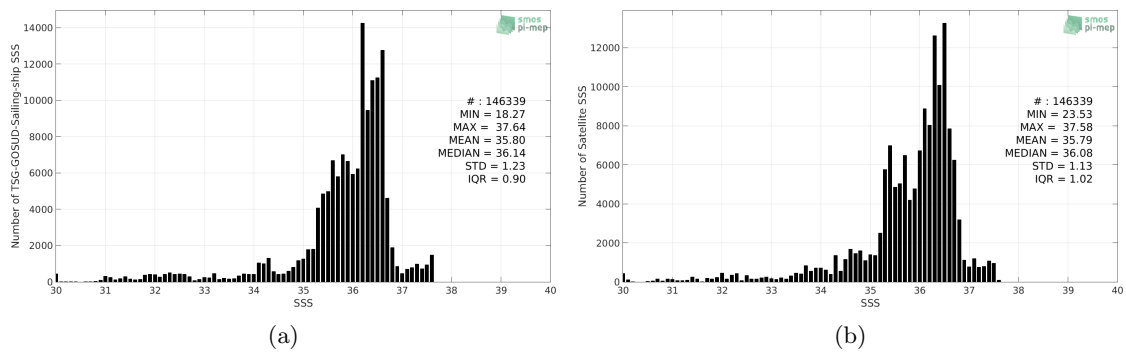 14000
12000
10000
8000
6000
4000
2000
0
Number of TSG-GOSUD-Sailing-ship SSS
smos
pi-mep
# : 146339
MIN = 18.27
MAX = 37.64
MEAN = 35.80
MEDIAN = 36.14
STD = 1.23
IQR = 0.90
30 31 32 33 34 35 36 37 38 39 40
SSS
(a)
12000
10000
8000
6000
4000
2000
0
Number of Satellite SSS
smos
pi-mep
# : 146339
MIN = 23.53
MAX = 37.58
MEAN = 35.79
MEDIAN = 36.08
STD = 1.13
IQR = 1.02
30 31 32 33 34 35 36 37 38 39 40
SSS
(b)